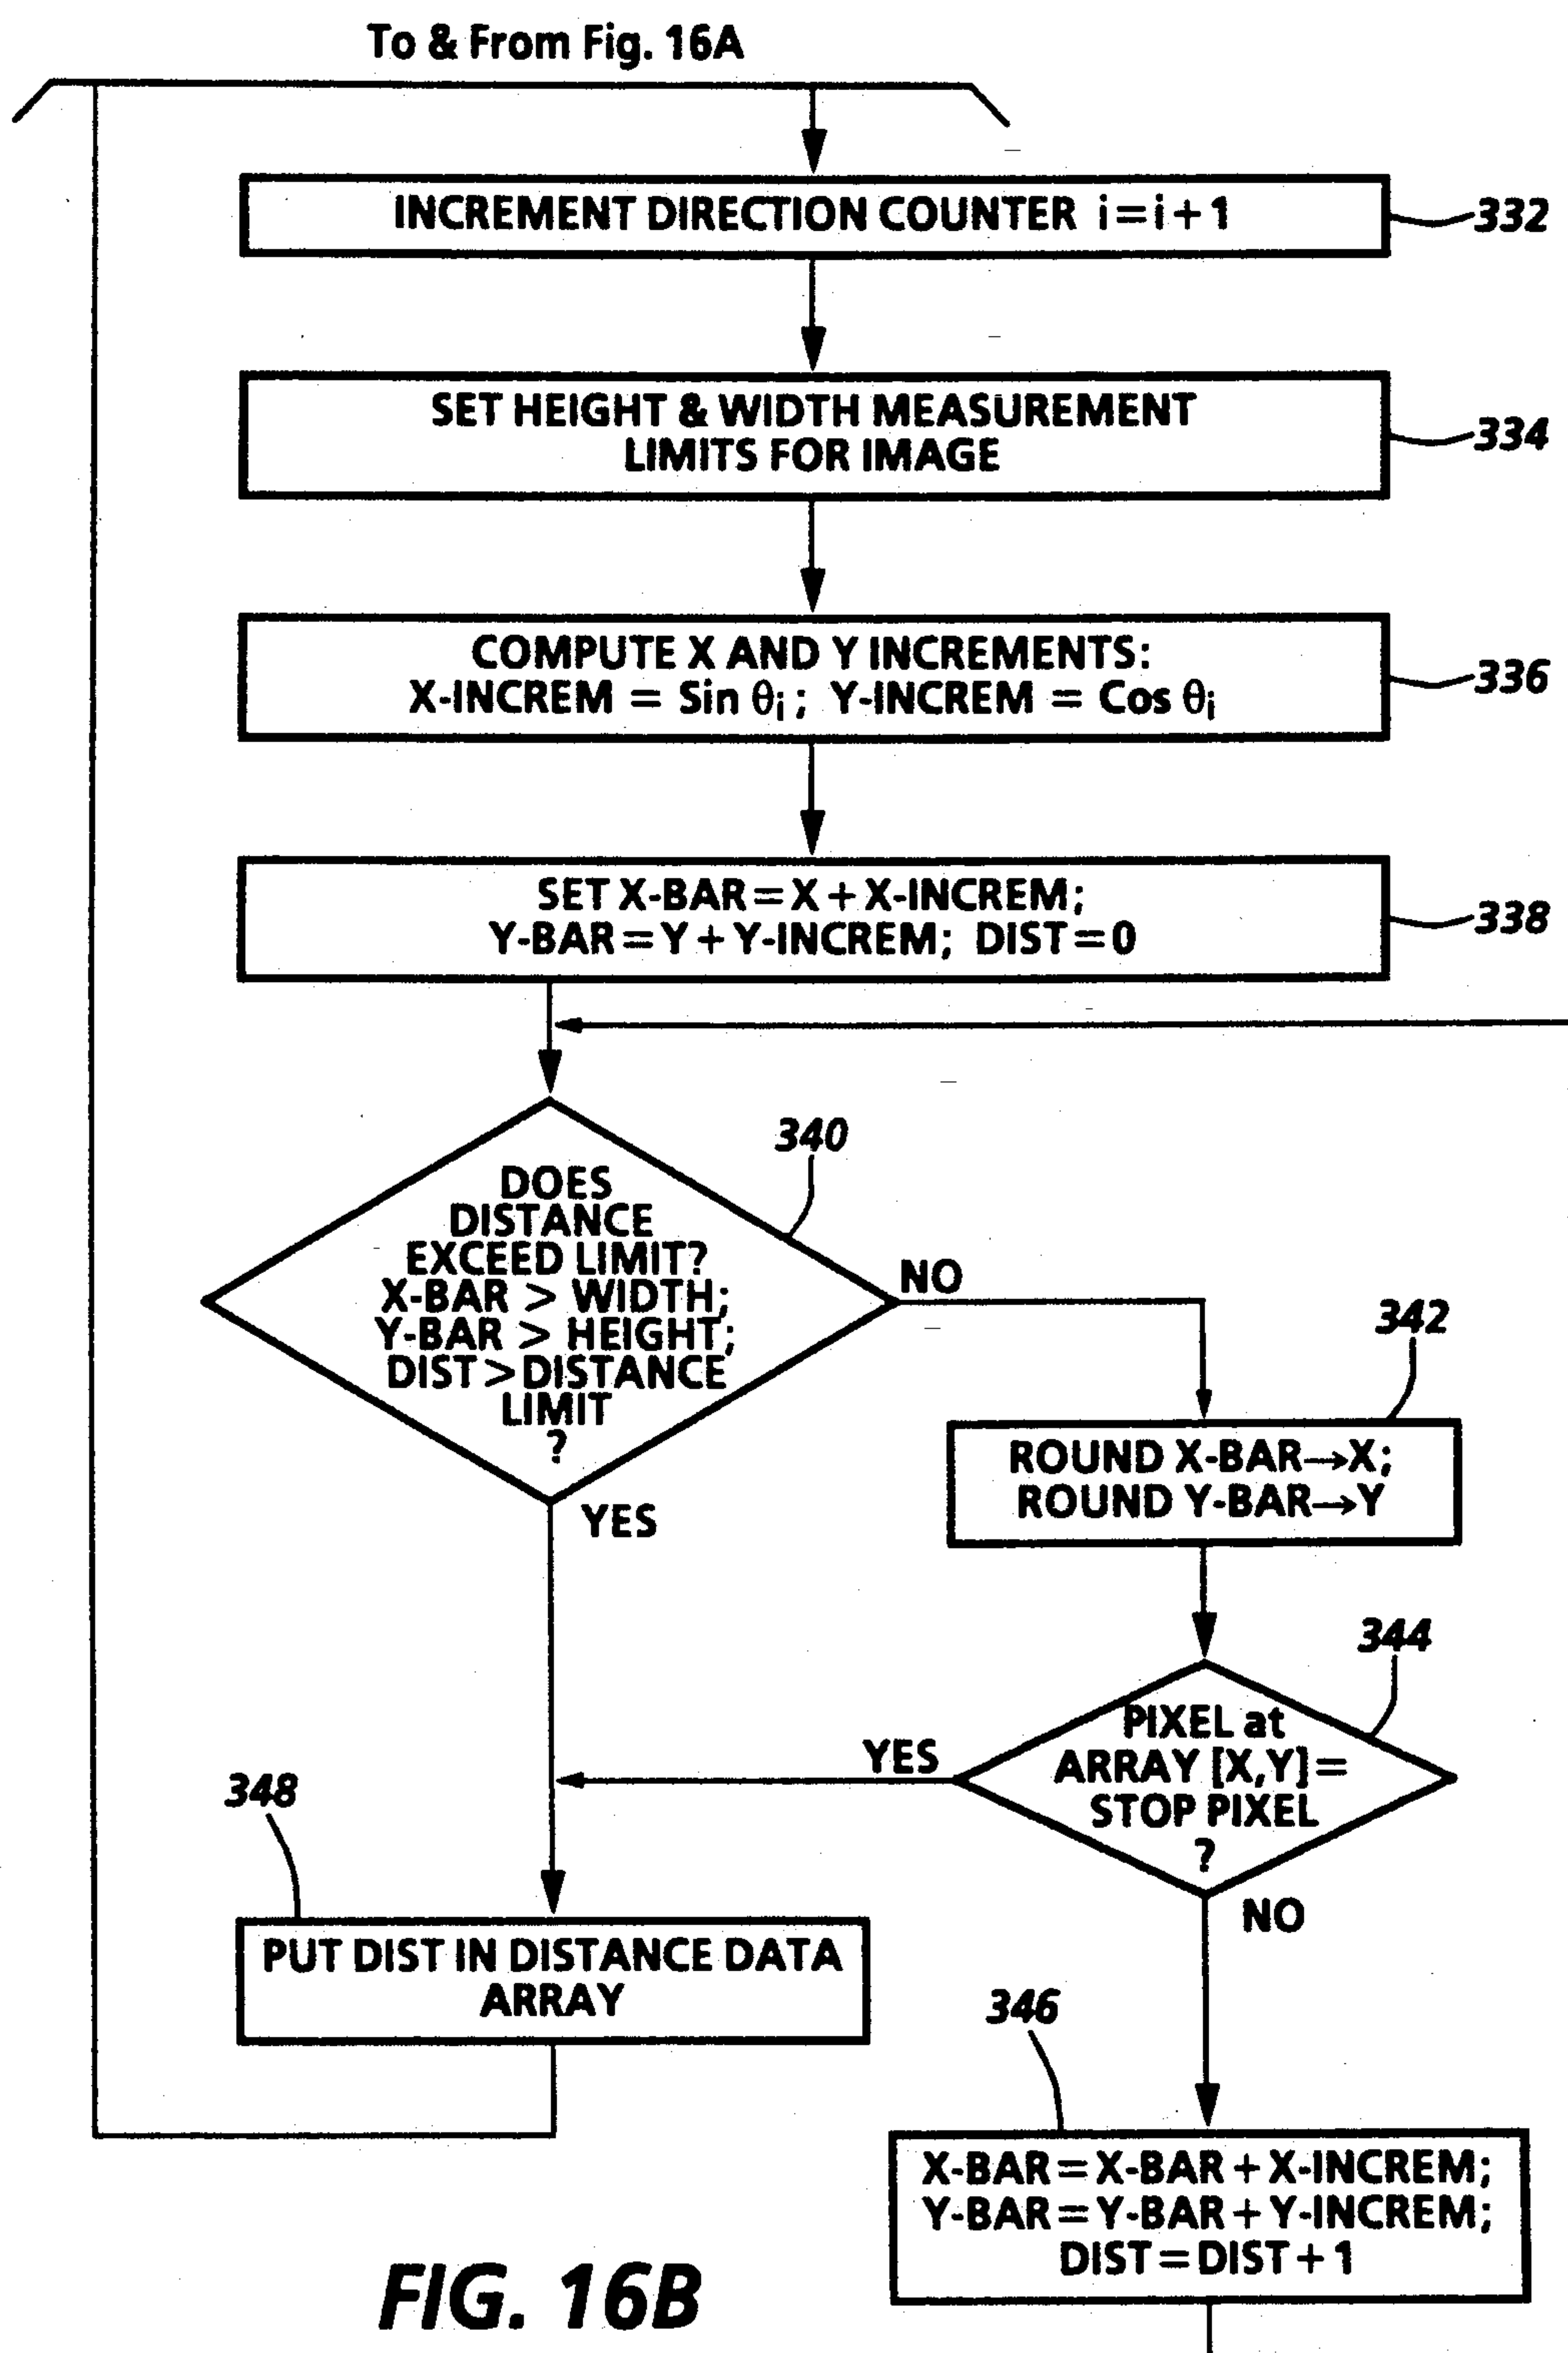 To & From Fig. 16A
INCREMENT DIRECTION COUNTER i=i+1
332
SET HEIGHT & WIDTH MEASUREMENT
LIMITS FOR IMAGE
334
COMPUTE X AND Y INCREMENTS:
X-INCREM = Sin θi; Y-INCREM = Cos θi
336
SET X-BAR=X+X-INCREM;
Y-BAR=Y+Y-INCREM; DIST=0
338
340
DOES
DISTANCE
EXCEED LIMIT?
X-BAR > WIDTH;
Y-BAR > HEIGHT;
DIST>DISTANCE
LIMIT
?
NO
YES
342
ROUND X-BAR→X;
ROUND Y-BAR→Y
344
PIXEL at
ARRAY [X,Y]=
STOP PIXEL
?
YES
NO
348
PUT DIST IN DISTANCE DATA
ARRAY
346
X-BAR=X-BAR+X-INCREM;
Y-BAR=Y-BAR+Y-INCREM;
DIST=DIST+1
FIG. 16B